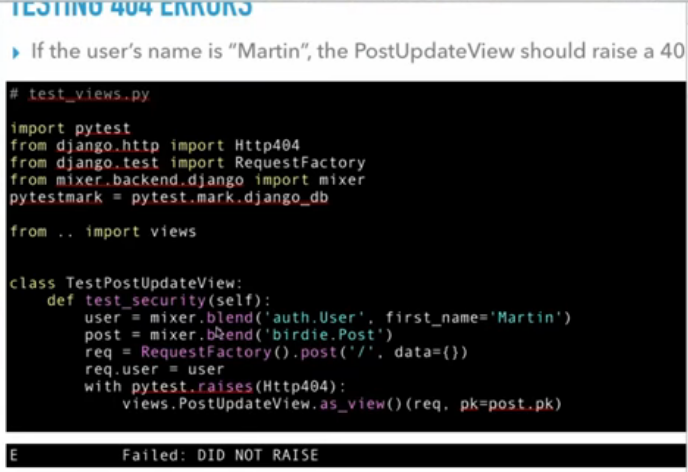 TESTING 404 ERRORS
If the user's name is "Martin", the PostUpdateView should raise a 40
# test_views.py
import pytest
from django.http import Http404
from django.test import RequestFactory
from mixer.backend.django import mixer
pytestmark = pytest.mark.django_db
from .. import views
class TestPostUpdateView:
    def test_security(self):
        user = mixer.blend('auth.User', first_name='Martin')
        post = mixer.blend('birdie.Post')
        req = RequestFactory().post('/', data={})
        req.user = user
        with pytest.raises(Http404):
            views.PostUpdateView.as_view()(req, pk=post.pk)
E           Failed: DID NOT RAISE